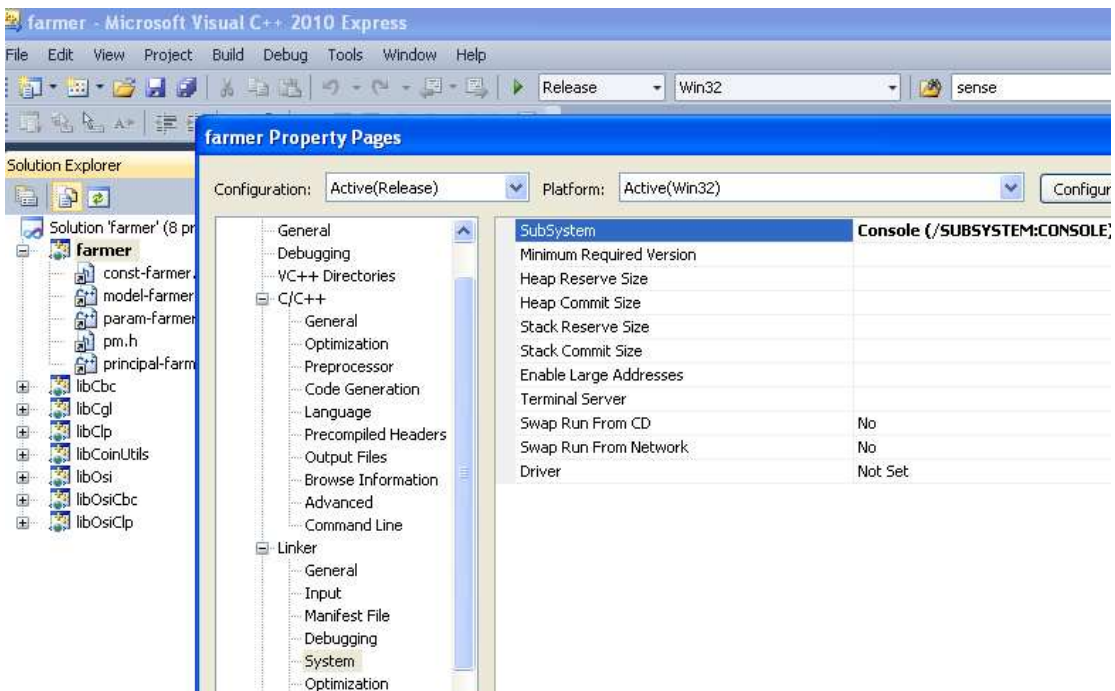 farmer - Microsoft Visual C++ 2010 Express
File Edit View Project Build Debug Tools Window Help
Release Win32 sense
farmer Property Pages
Solution Explorer
Configuration: Active(Release) Platform: Active(Win32) Configur
Solution 'farmer' (8 pr
farmer
const-farmer.
model-farmer
param-farmer
pm.h
principal-farm
libCbc
libCgl
libClp
libCoinUtils
libOsi
libOsiCbc
libOsiClp
General
Debugging
VC++ Directories
C/C++
General
Optimization
Preprocessor
Code Generation
Language
Precompiled Headers
Output Files
Browse Information
Advanced
Command Line
Linker
General
Input
Manifest File
Debugging
System
Optimization
SubSystem Console (/SUBSYSTEM:CONSOLE)
Minimum Required Version
Heap Reserve Size
Heap Commit Size
Stack Reserve Size
Stack Commit Size
Enable Large Addresses
Terminal Server
Swap Run From CD No
Swap Run From Network No
Driver Not Set